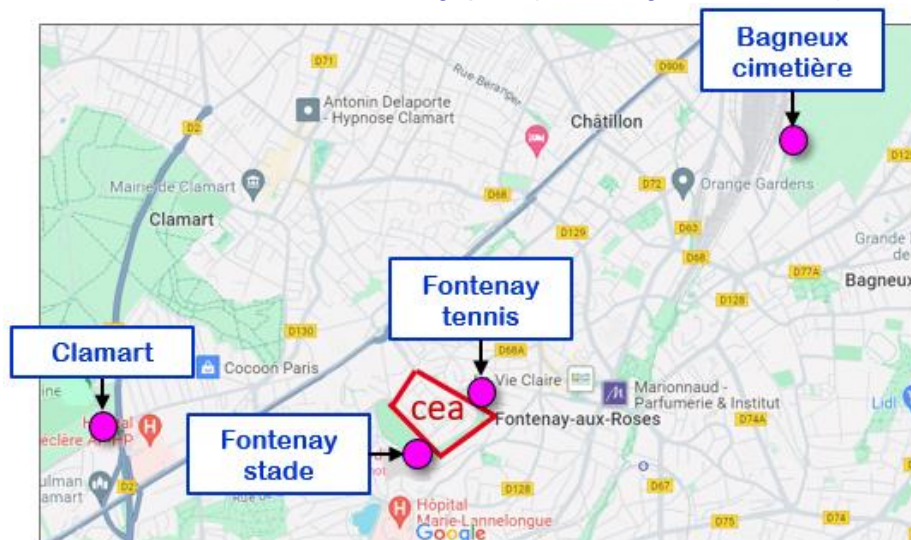 Bagneux
cimetière
D906
D71
Rue Béranger
Antonin Delaporte
- Hypnose Clamart
Châtillon
D2
Mairie de Clamart
D68
D72
Orange Gardens
Clamart
D63
D129
D68
Grande
de
D77A
Bagneux
Fontenay
tennis
D128
Clamart
D130
D68A
Cocoon Paris
Vie Claire
Marionnaud -
Parfumerie & Institut
cea
Lidl
Fontenay-aux-Roses
D74A
Fontenay
stade
D2
D128
D67
Hôpital
Marie-Lannelongue
D75
D74
Google